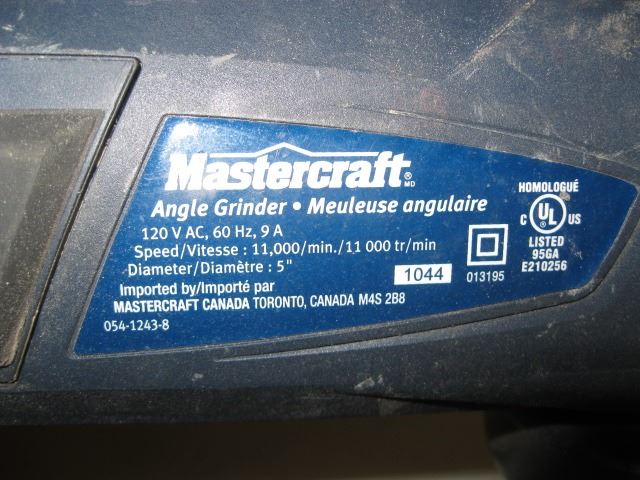 Mastercraft MD
Angle Grinder • Meuleuse angulaire
120 V AC, 60 Hz, 9 A
Speed/Vitesse : 11,000/min./11 000 tr/min
Diameter/Diamètre : 5"
Imported by/Importé par
MASTERCRAFT CANADA TORONTO, CANADA M4S 2B8
054-1243-8
1044
013195
HOMOLOGUÉ
C UL US
LISTED
95GA
E210256